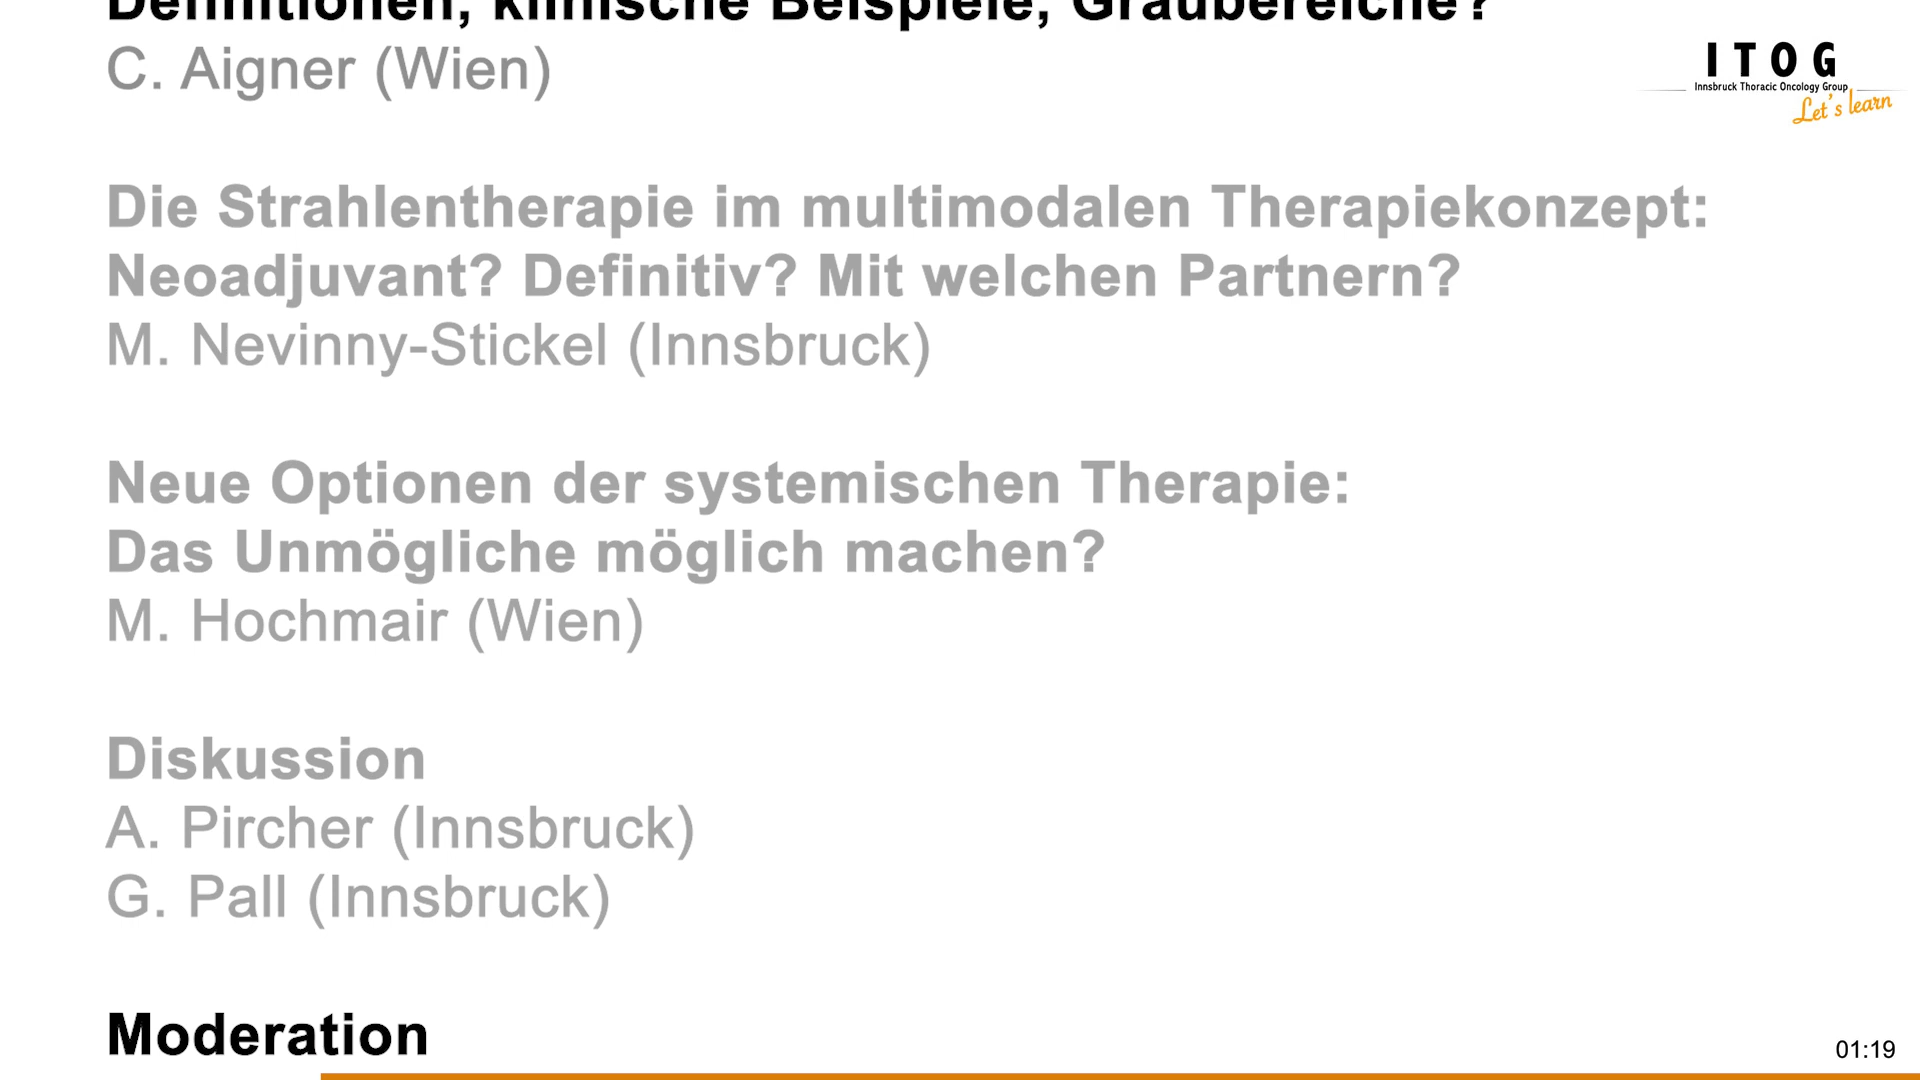 Definitionen, klinische Beispiele, Graubereiche?
C. Aigner (Wien)
I T O G
Innsbruck Thoracic Oncology Group
Let's learn
Die Strahlentherapie im multimodalen Therapiekonzept:
Neoadjuvant? Definitiv? Mit welchen Partnern?
M. Nevinny-Stickel (Innsbruck)
Neue Optionen der systemischen Therapie:
Das Unmögliche möglich machen?
M. Hochmair (Wien)
Diskussion
A. Pircher (Innsbruck)
G. Pall (Innsbruck)
Moderation
01:19